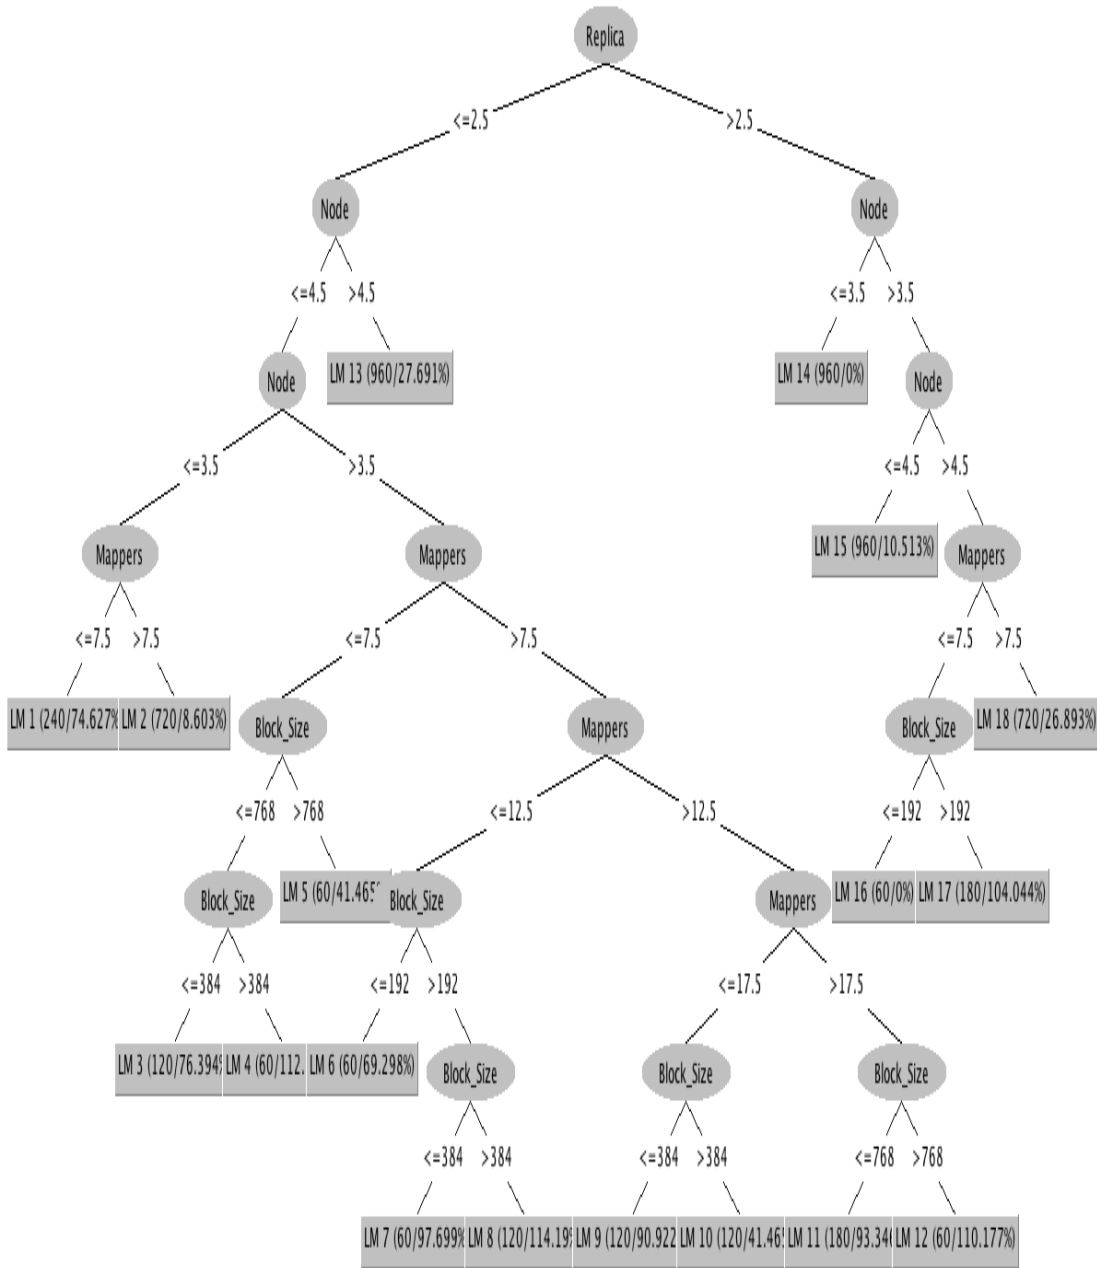 Replica
<=2.5 >2.5
Node Node
<=4.5 >4.5 <=3.5 >3.5
Node LM 13 (960/27.691%) LM 14 (960/0%) Node
<=3.5 >3.5 <=4.5 >4.5
Mappers Mappers LM 15 (960/10.513%) Mappers
<=7.5 >7.5 <=7.5 >7.5 <=7.5 >7.5
LM 1 (240/74.627% LM 2 (720/8.603%) Block_Size Mappers Block_Size LM 18 (720/26.893%)
<=768 >768 <=12.5 >12.5 <=192 >192
Block_Size LM 5 (60/41.465 Block_Size Mappers LM 16 (60/0%) LM 17 (180/104.044%)
<=384 >384 <=192 >192 <=17.5 >17.5
LM 3 (120/76.394 LM 4 (60/112. LM 6 (60/69.298%) Block_Size Block_Size Block_Size
<=384 >384 <=384 >384 <=768 >768
LM 7 (60/97.699% LM 8 (120/114.19 LM 9 (120/90.922 LM 10 (120/41.46 LM 11 (180/93.34 LM 12 (60/110.177%)